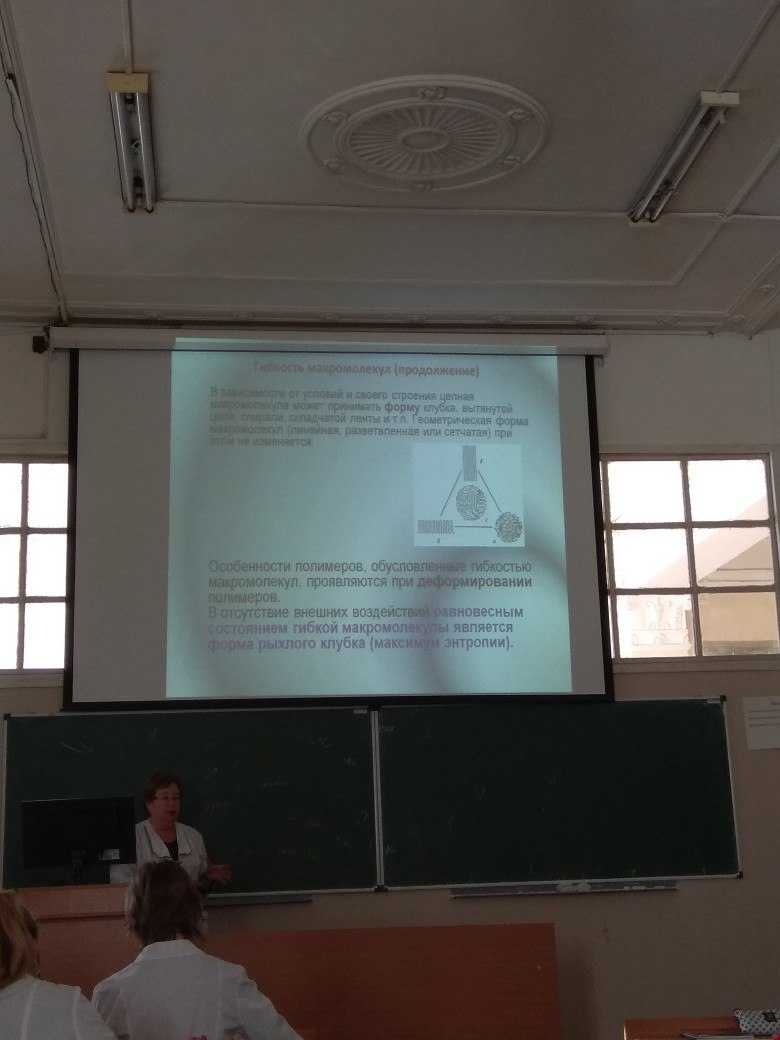 Гибкость макромолекул (продолжение)
В зависимости от условий и своего строения цепная
макромолекула может принимать форму клубка, вытянутой
цепи, спирали, складчатой ленты и т п. Геометрическая форма
макромолекул (линейная, разветвленная или сетчатая) при
этом не изменяется.
Особенности полимеров, обусловленные гибкостью
макромолекул, проявляются при деформировании
полимеров.
В отсутствие внешних воздействий равновесным
состоянием гибкой макромолекулы является
форма рыхлого клубка (максимум энтропии).